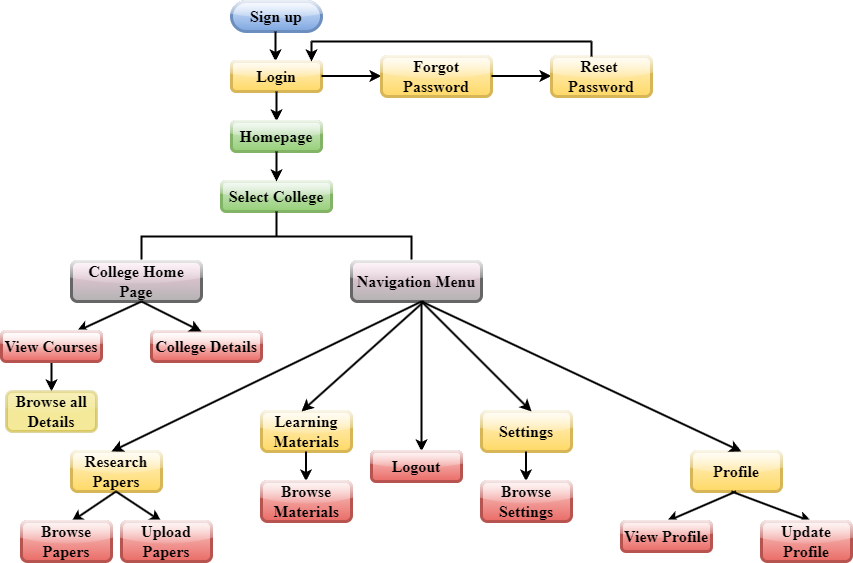 Sign up
Login
Forgot
Password
Reset
Password
Homepage
Select College
College Home
Page
Navigation Menu
View Courses
College Details
Browse all
Details
Learning
Materials
Settings
Research
Papers
Logout
Profile
Browse
Materials
Browse
Settings
Browse
Papers
Upload
Papers
View Profile
Update
Profile